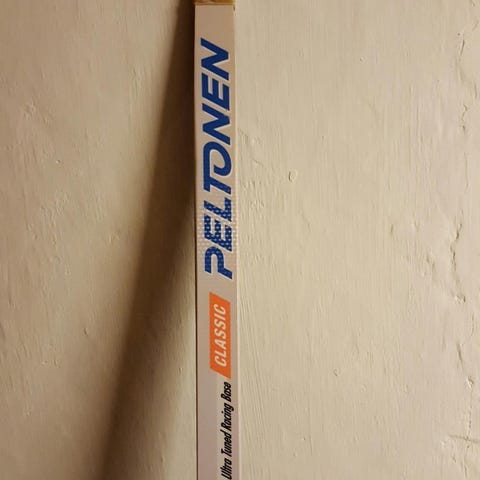 PELTONEN
CLASSIC
Ultra Tuned Racing Base